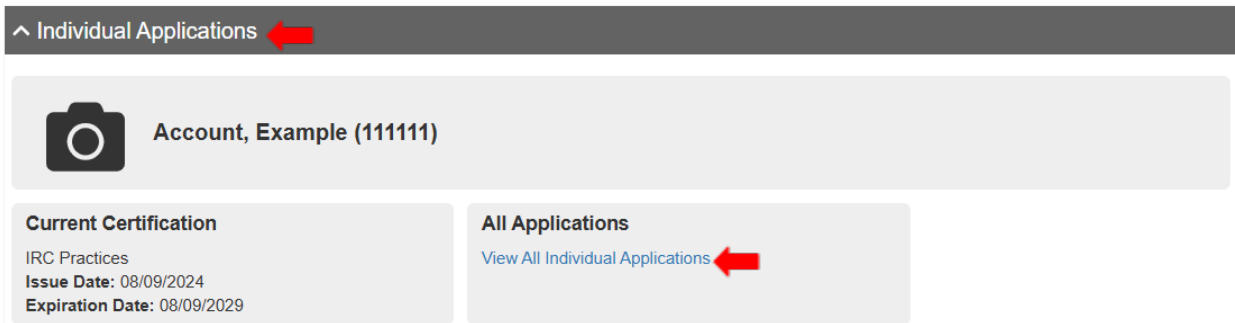 Individual Applications
Account, Example (111111)
Current Certification
IRC Practices
Issue Date: 08/09/2024
Expiration Date: 08/09/2029
All Applications
View All Individual Applications